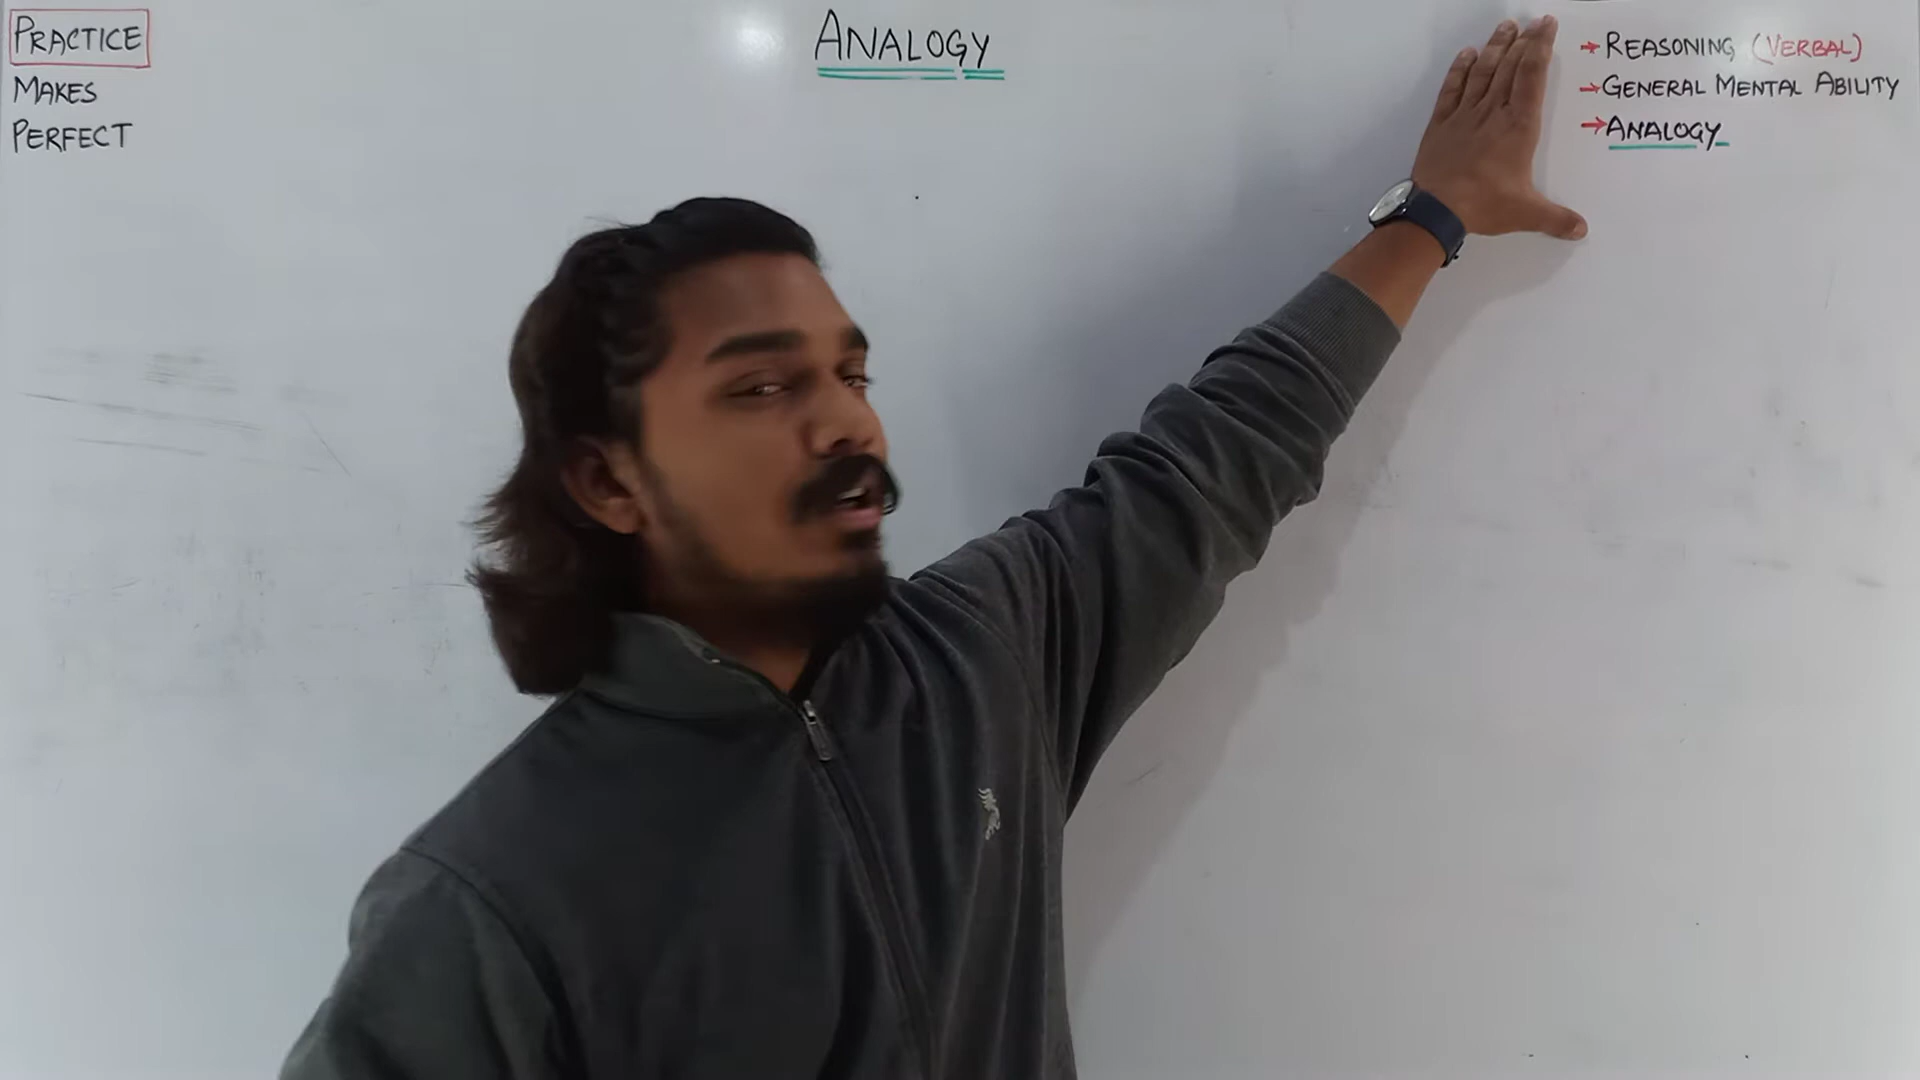 PRACTICE
MAKES
PERFECT
ANALOGY
→ REASONING (VERBAL)
→ GENERAL MENTAL ABILITY
→ ANALOGY